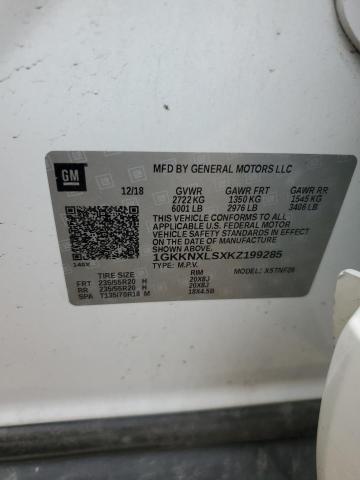 GM
MFD BY GENERAL MOTORS LLC
12/18 GVWR GAWR FRT GAWR RR
2722 KG 1350 KG 1545 KG
6001 LB 2976 LB 3406 LB
THIS VEHICLE CONFORMS TO ALL
APPLICABLE U.S. FEDERAL MOTOR
VEHICLE SAFETY STANDARDS IN EFFECT
ON THE DATE OF MANUFACTURE
SHOWN ABOVE.
1GKKNXLSXKZ199285
TYPE: M.P.V. MODEL: XSTNF26
TIRE SIZE RIM
FRT 235/55R20 H 20X8J
RR 235/55R20 H 20X8J
SPA T135/70R18 M 18X4.5B